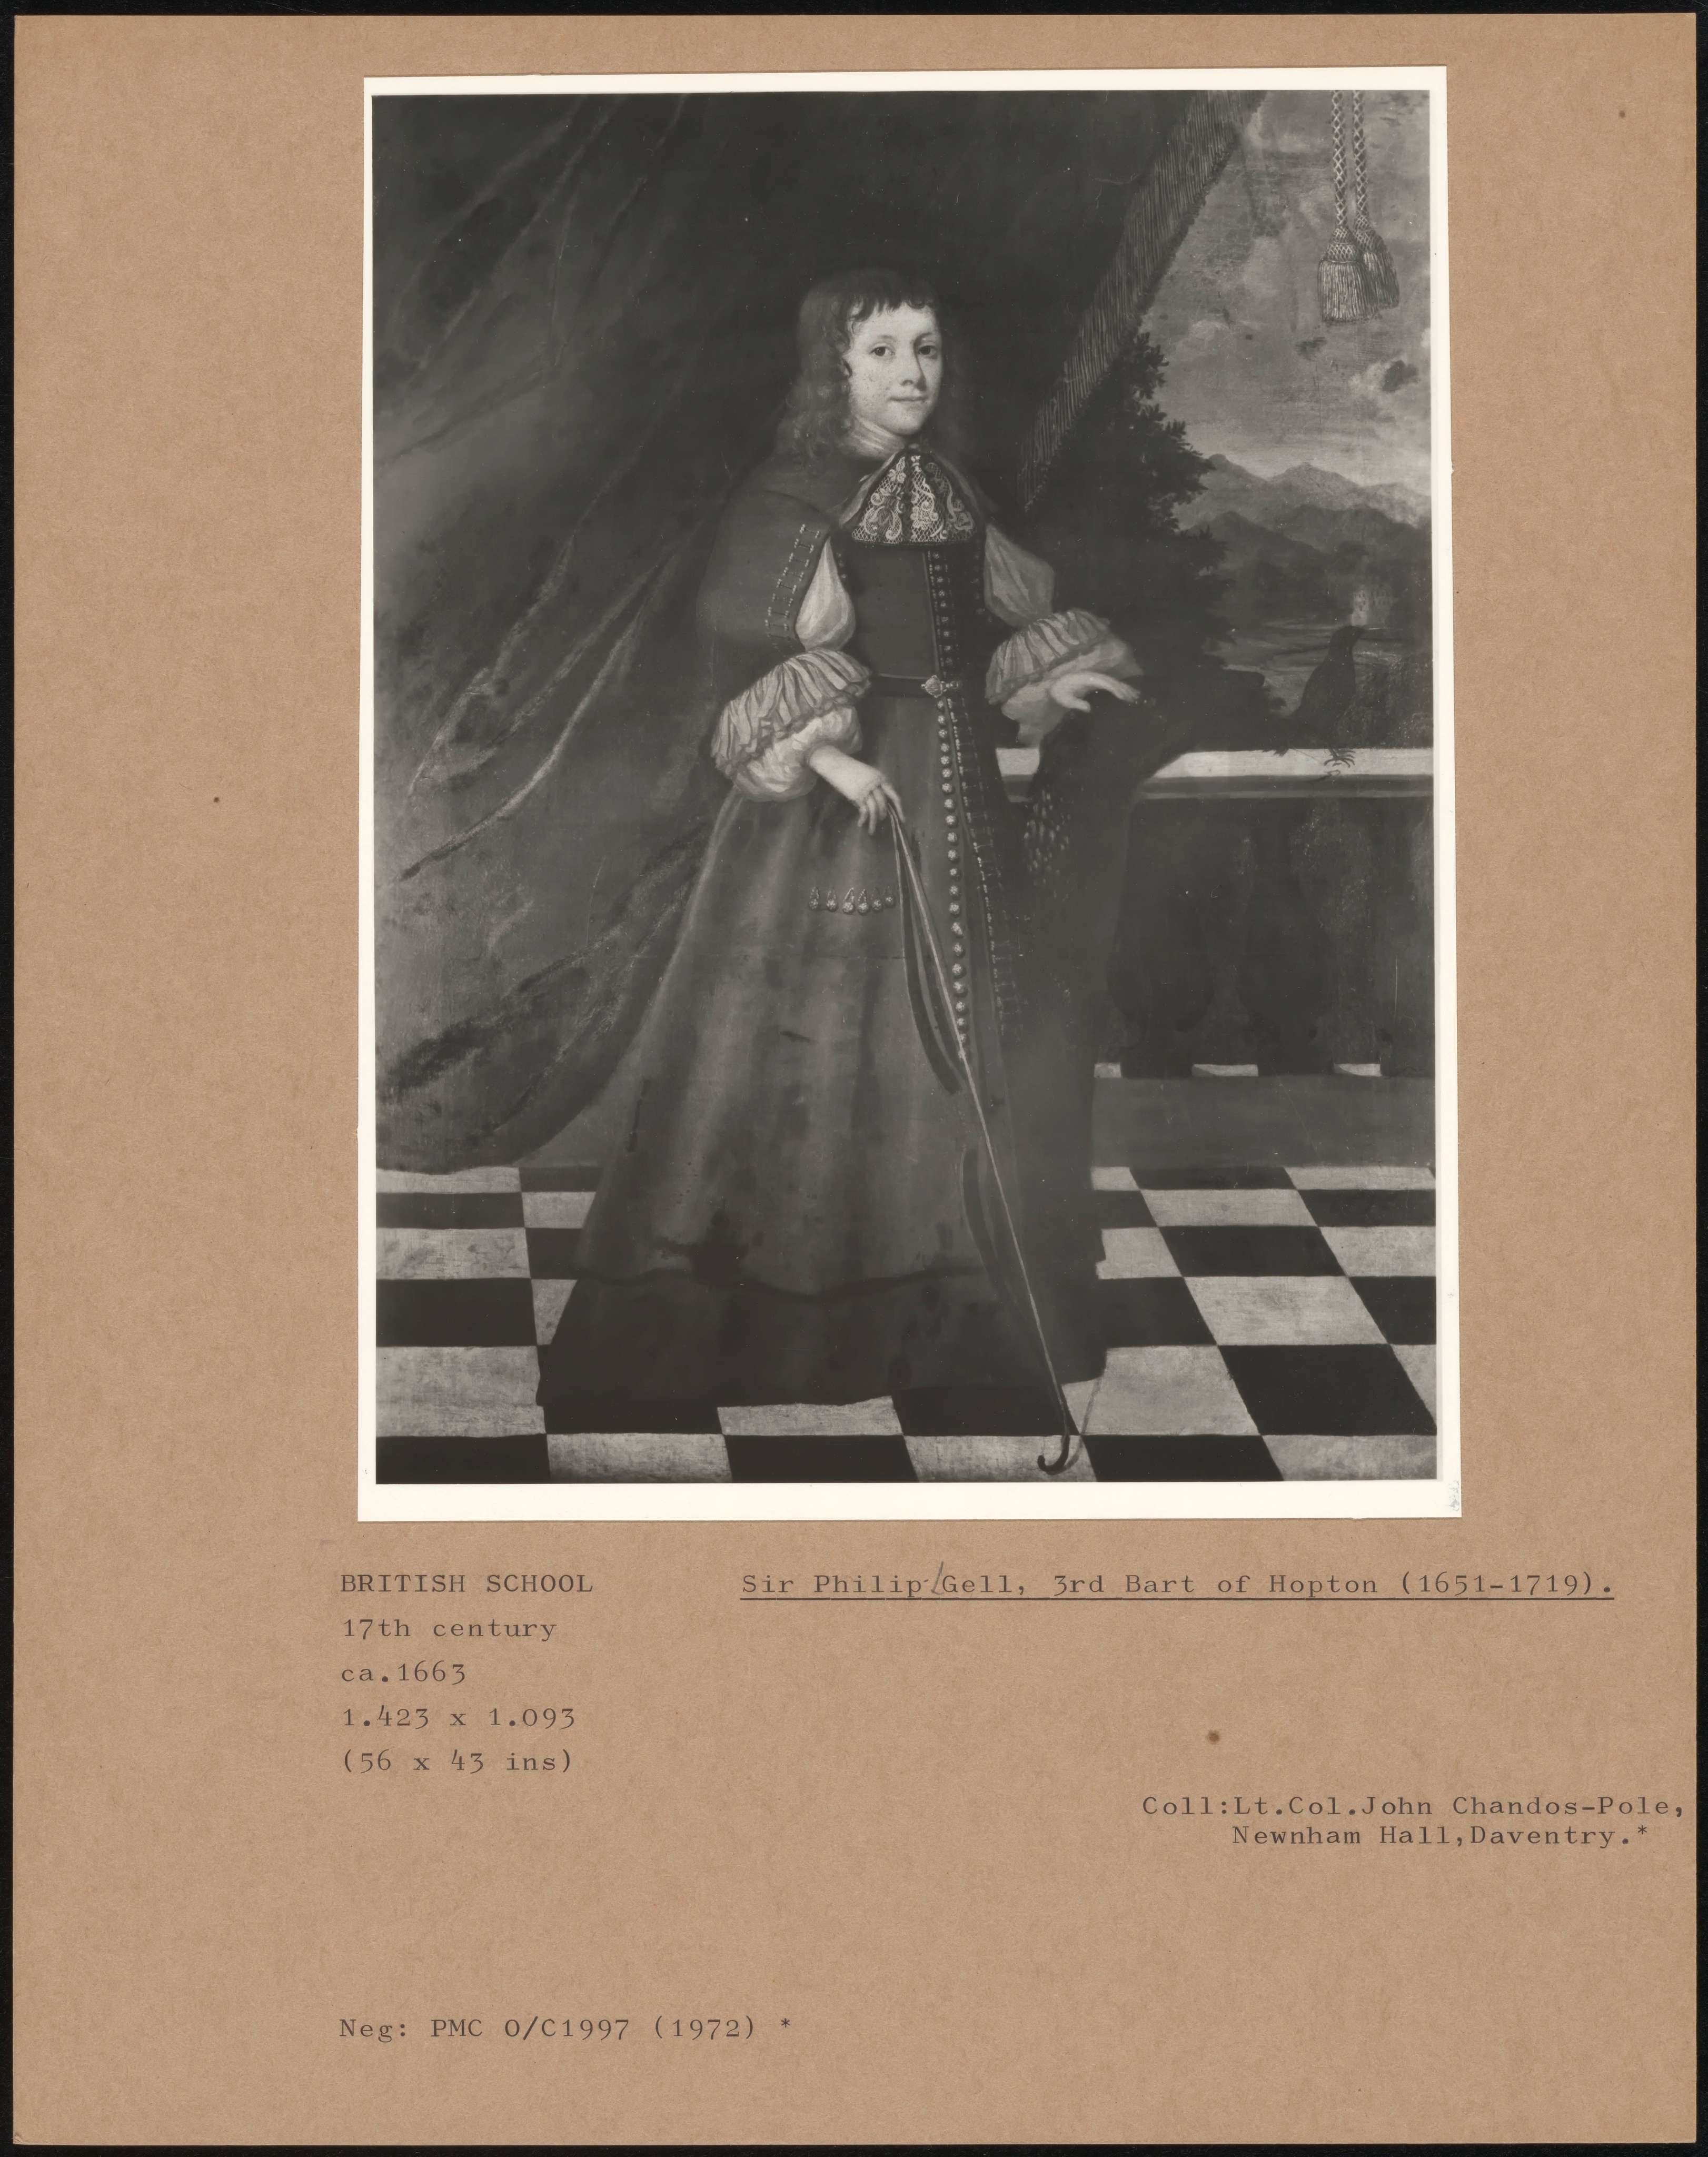 BRITISH SCHOOL
17th century
ca.1663
1.423 x 1.093
(56 x 43 ins)
Sir Philip Gell, 3rd Bart of Hopton (1651-1719).
Coll:Lt.Col.John Chandos-Pole,
Newnham Hall,Daventry.*
Neg: PMC O/C1997 (1972) *